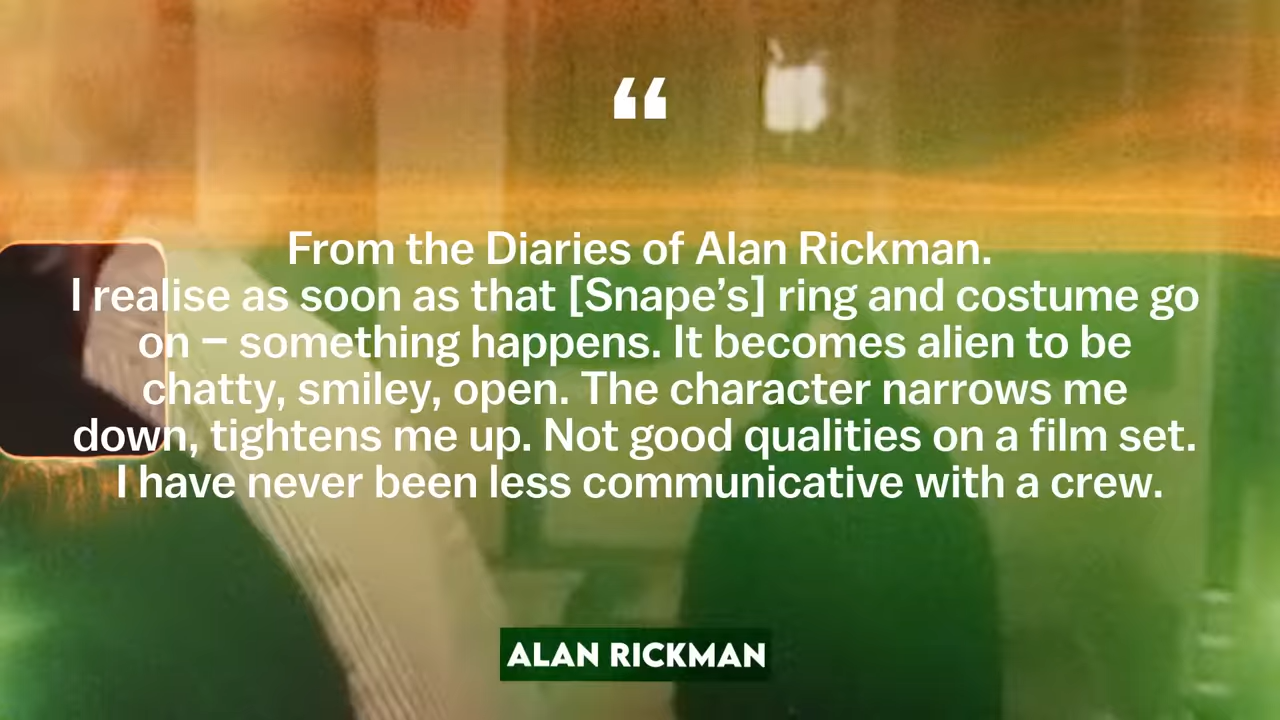 “
From the Diaries of Alan Rickman.
I realise as soon as that [Snape’s] ring and costume go
on – something happens. It becomes alien to be
chatty, smiley, open. The character narrows me
down, tightens me up. Not good qualities on a film set.
I have never been less communicative with a crew.
ALAN RICKMAN